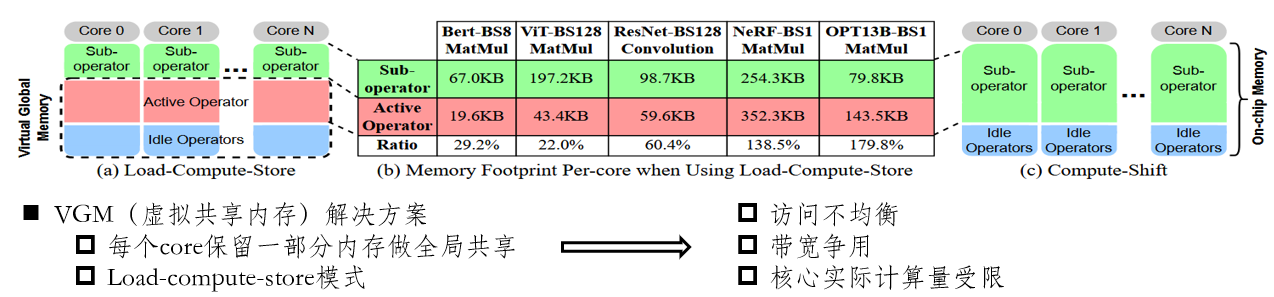 Core 0 Core 1 Core N
Sub-operator Sub-operator ... Sub-operator
Active Operator
Idle Operators
Virtual Global Memory
(a) Load-Compute-Store
Bert-BS8 MatMul ViT-BS128 MatMul ResNet-BS128 Convolution NeRF-BS1 MatMul OPT13B-BS1 MatMul
Sub-operator 67.0KB 197.2KB 98.7KB 254.3KB 79.8KB
Active Operator 19.6KB 43.4KB 59.6KB 352.3KB 143.5KB
Ratio 29.2% 22.0% 60.4% 138.5% 179.8%
(b) Memory Footprint Per-core when Using Load-Compute-Store
Core 0 Core 1 Core N
Sub-operator Sub-operator ... Sub-operator
Idle Operators Idle Operators Idle Operators
On-chip Memory
(c) Compute-Shift
VGM（虚拟共享内存）解决方案
每个core保留一部分内存做全局共享
Load-compute-store模式
访问不均衡
带宽争用
核心实际计算量受限